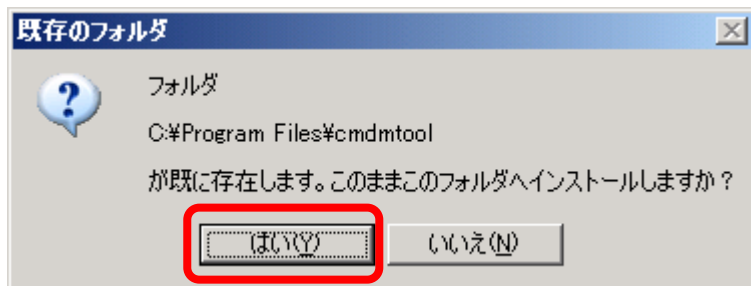 既存のフォルダ
フォルダ
C:¥Program Files¥cmdmtool
が既に存在します。このままこのフォルダへインストールしますか？
はい(Y) いいえ(N)